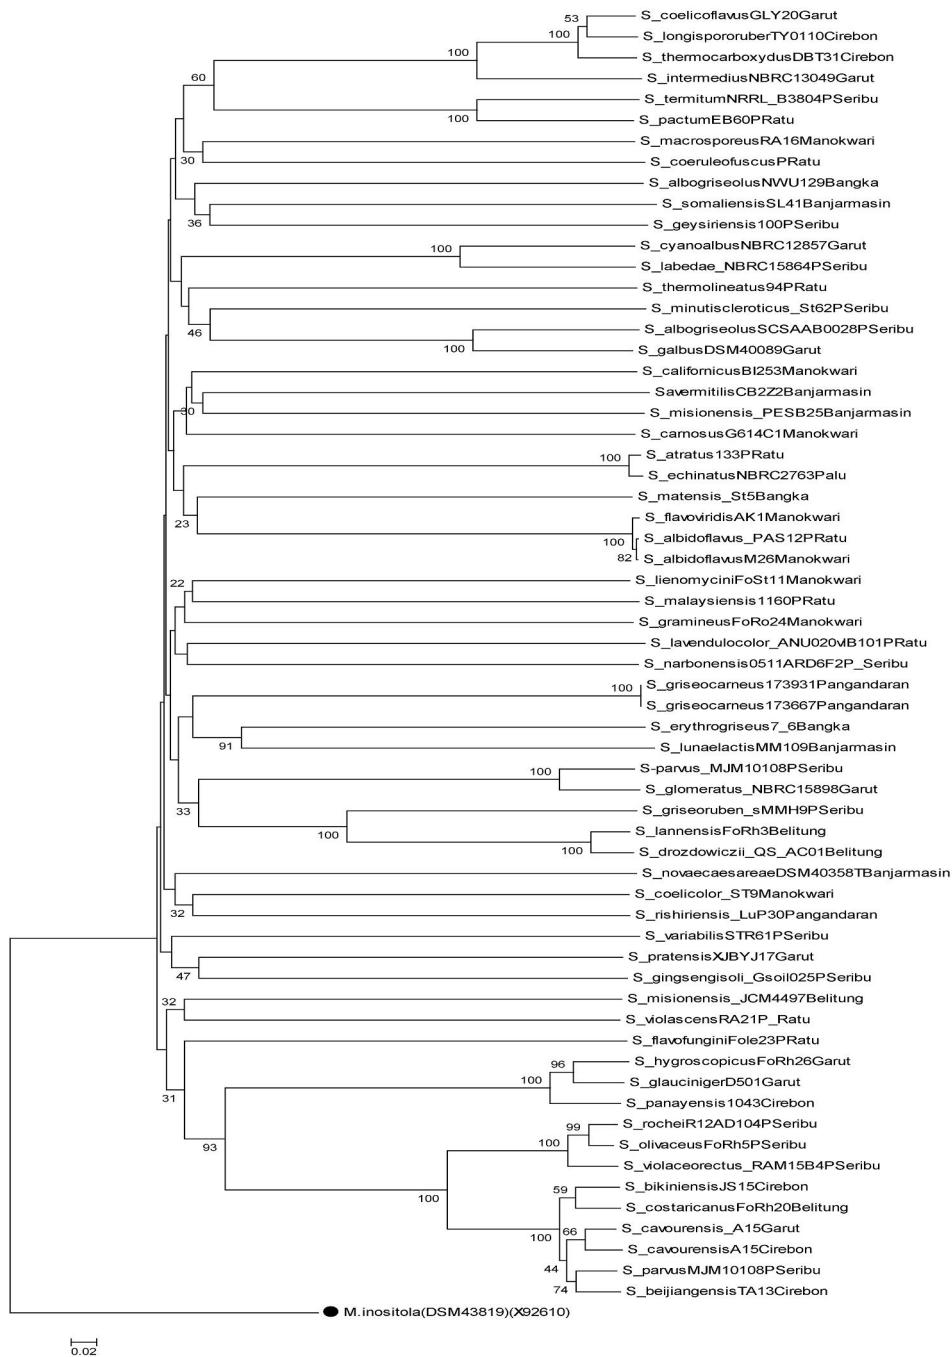 53
S_coelicoflavusGLY20Garut
100
S_longispororuberTY0110Cirebon
100
S_thermocarboxydusDBT31Cirebon
60
S_intermediusNBRC13049Garut
S_termitumNRRL_B3804PSeribu
100
S_pactumEB60PRatu
S_macrosporeusRA16Manokwari
30
S_coeruleofuscusPRatu
S_albogriseolusNWU129Bangka
S_somaliensisSL41Banjarmasin
36
S_geysiriensis100PSeribu
100
S_cyanoalbusNBRC12857Garut
S_labedae_NBRC15864PSeribu
S_thermolineatus94PRatu
S_minutiscleroticus_St62PSeribu
46
S_albogriseolusSCSAAB0028PSeribu
100
S_galbusDSM40089Garut
S_californicusBI253Manokwari
SavermitilisCB2Z2Banjarmasin
30
S_misionensis_PESB25Banjarmasin
S_carnosusG614C1Manokwari
100
S_atratus133PRatu
S_echinatusNBRC2763Palu
S_matensis_St5Bangka
23
S_flavoviridisAK1Manokwari
100
S_albidoflavus_PAS12PRatu
82
S_albidoflavusM26Manokwari
22
S_lienomyciniFoSt11Manokwari
S_malaysiensis1160PRatu
S_gramineusFoRo24Manokwari
S_lavendulocolor_ANU020vlB101PRatu
S_narbonensis0511ARD6F2P_Seribu
100
S_griseocarneus173931Pangandaran
S_griseocarneus173667Pangandaran
S_erythrogriseus7_6Bangka
91
S_lunaelactisMM109Banjarmasin
100
S-parvus_MJM10108PSeribu
S_glomeratus_NBRC15898Garut
33
S_griseoruben_sMMH9PSeribu
100
S_lannensisFoRh3Belitung
100
S_drozdowiczii_QS_AC01Belitung
S_novaecaesareaeDSM40358TBanjarmasin
S_coelicolor_ST9Manokwari
32
S_rishiriensis_LuP30Pangandaran
S_variabilisSTR61PSeribu
S_pratensisXJBYJ17Garut
47
S_gingsengisoli_Gsoil025PSeribu
32
S_misionensis_JCM4497Belitung
S_violascensRA21P_Ratu
S_flavofunginiFole23PRatu
96
S_hygroscopicusFoRh26Garut
100
S_glaucinigerD501Garut
31
S_panayensis1043Cirebon
99
S_rocheiR12AD104PSeribu
93
100
S_olivaceusFoRh5PSeribu
S_violaceorectus_RAM15B4PSeribu
59
S_bikiniensisJS15Cirebon
100
S_costaricanusFoRh20Belitung
66
S_cavourensis_A15Garut
100
S_cavourensisA15Cirebon
44
S_parvusMJM10108PSeribu
74
S_beijiangensisTA13Cirebon
M.inositola(DSM43819)(X92610)
0.02